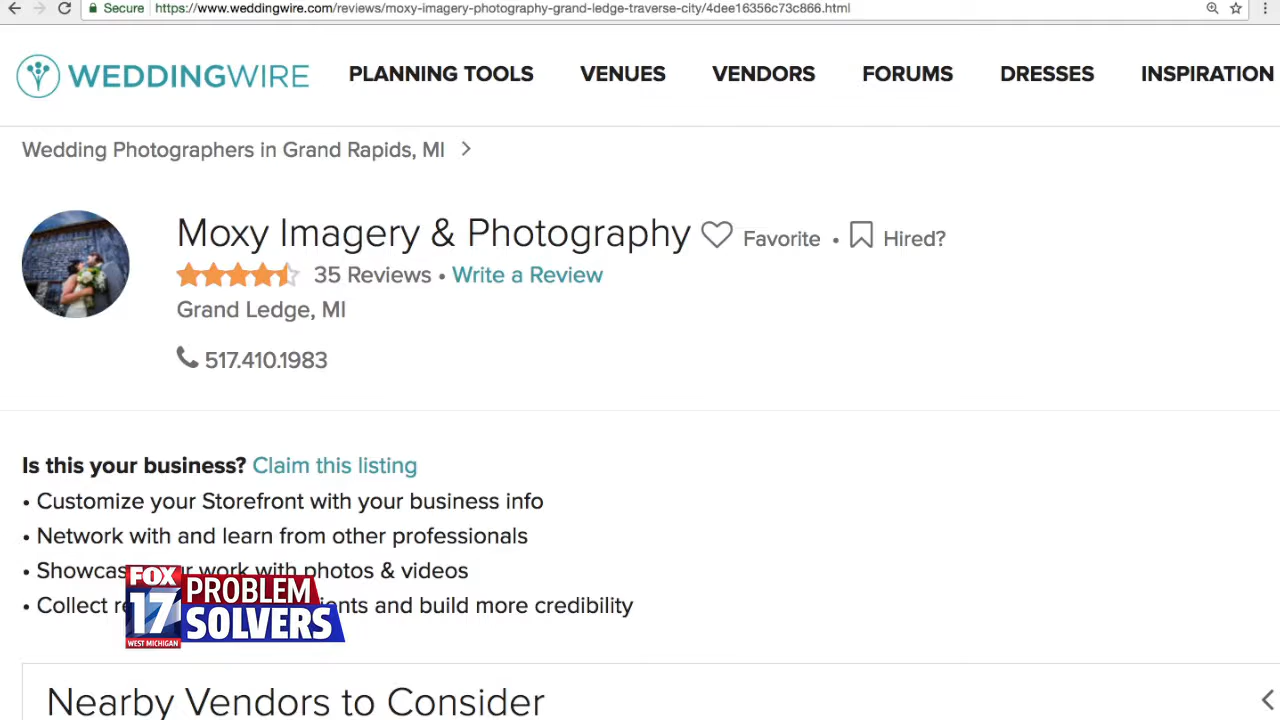 Secure https://www.weddingwire.com/reviews/moxy-imagery-photography-grand-ledge-traverse-city/4dee16356c73c866.html
WEDDINGWIRE PLANNING TOOLS VENUES VENDORS FORUMS DRESSES INSPIRATION
Wedding Photographers in Grand Rapids, MI >
Moxy Imagery & Photography Favorite • Hired?
35 Reviews • Write a Review
Grand Ledge, MI
517.410.1983
Is this your business? Claim this listing
• Customize your Storefront with your business info
• Network with and learn from other professionals
• Showcas r work with photos & videos
• Collect re ents and build more credibility
FOX 17 WEST MICHIGAN
PROBLEM
SOLVERS
Nearby Vendors to Consider